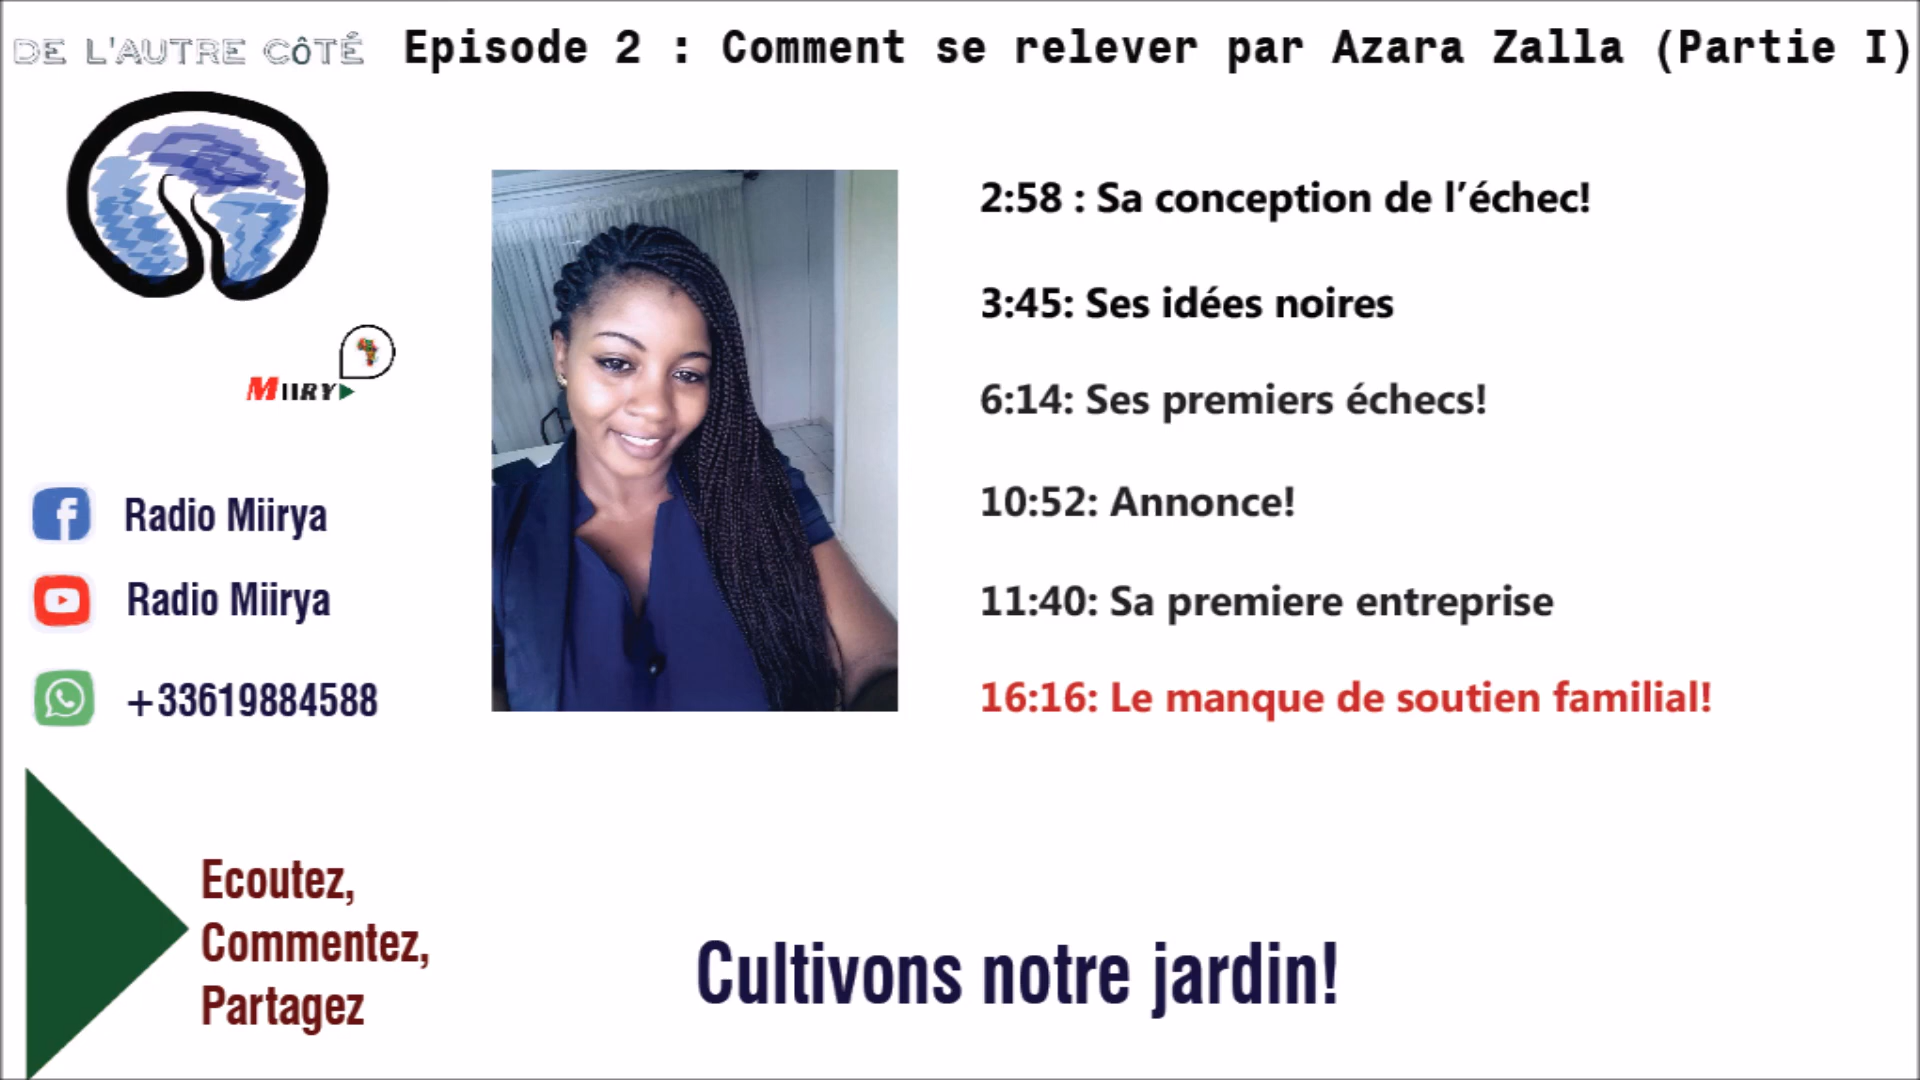 DE L'AUTRE CÔTÉ
Episode 2 : Comment se relever par Azara Zalla (Partie I)
MIIRY
Radio Miirya
Radio Miirya
+33619884588
2:58 : Sa conception de l’échec!
3:45: Ses idées noires
6:14: Ses premiers échecs!
10:52: Annonce!
11:40: Sa premiere entreprise
16:16: Le manque de soutien familial!
Ecoutez,
Commentez,
Partagez
Cultivons notre jardin!